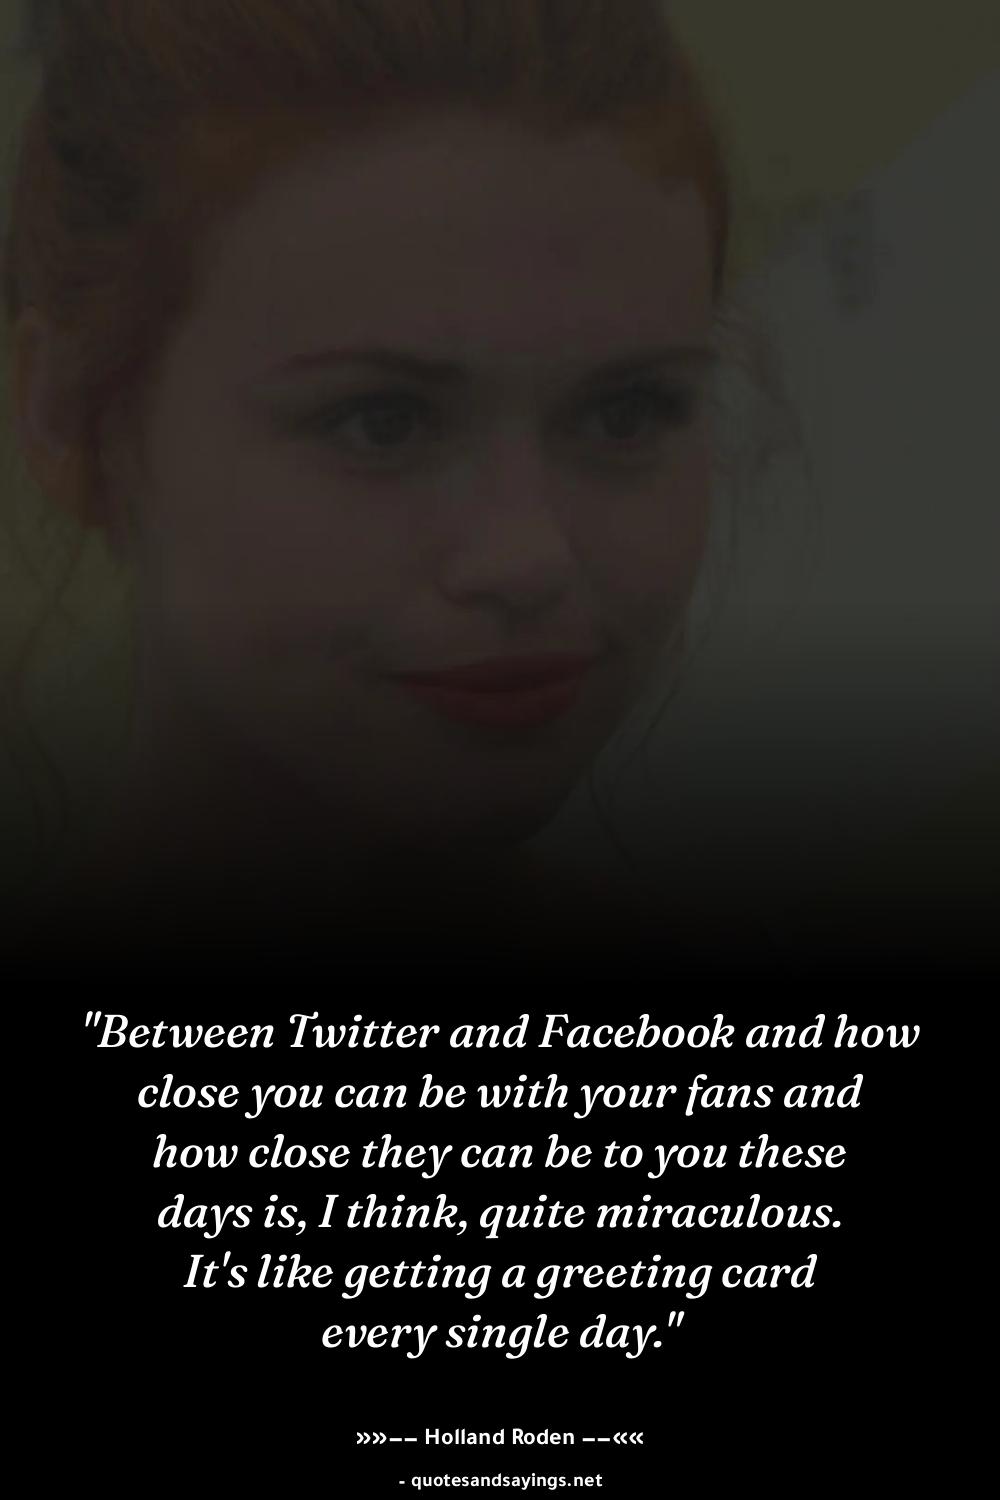 "Between Twitter and Facebook and how
close you can be with your fans and
how close they can be to you these
days is, I think, quite miraculous.
It's like getting a greeting card
every single day."
»»–– Holland Roden ––««
- quotesandsayings.net